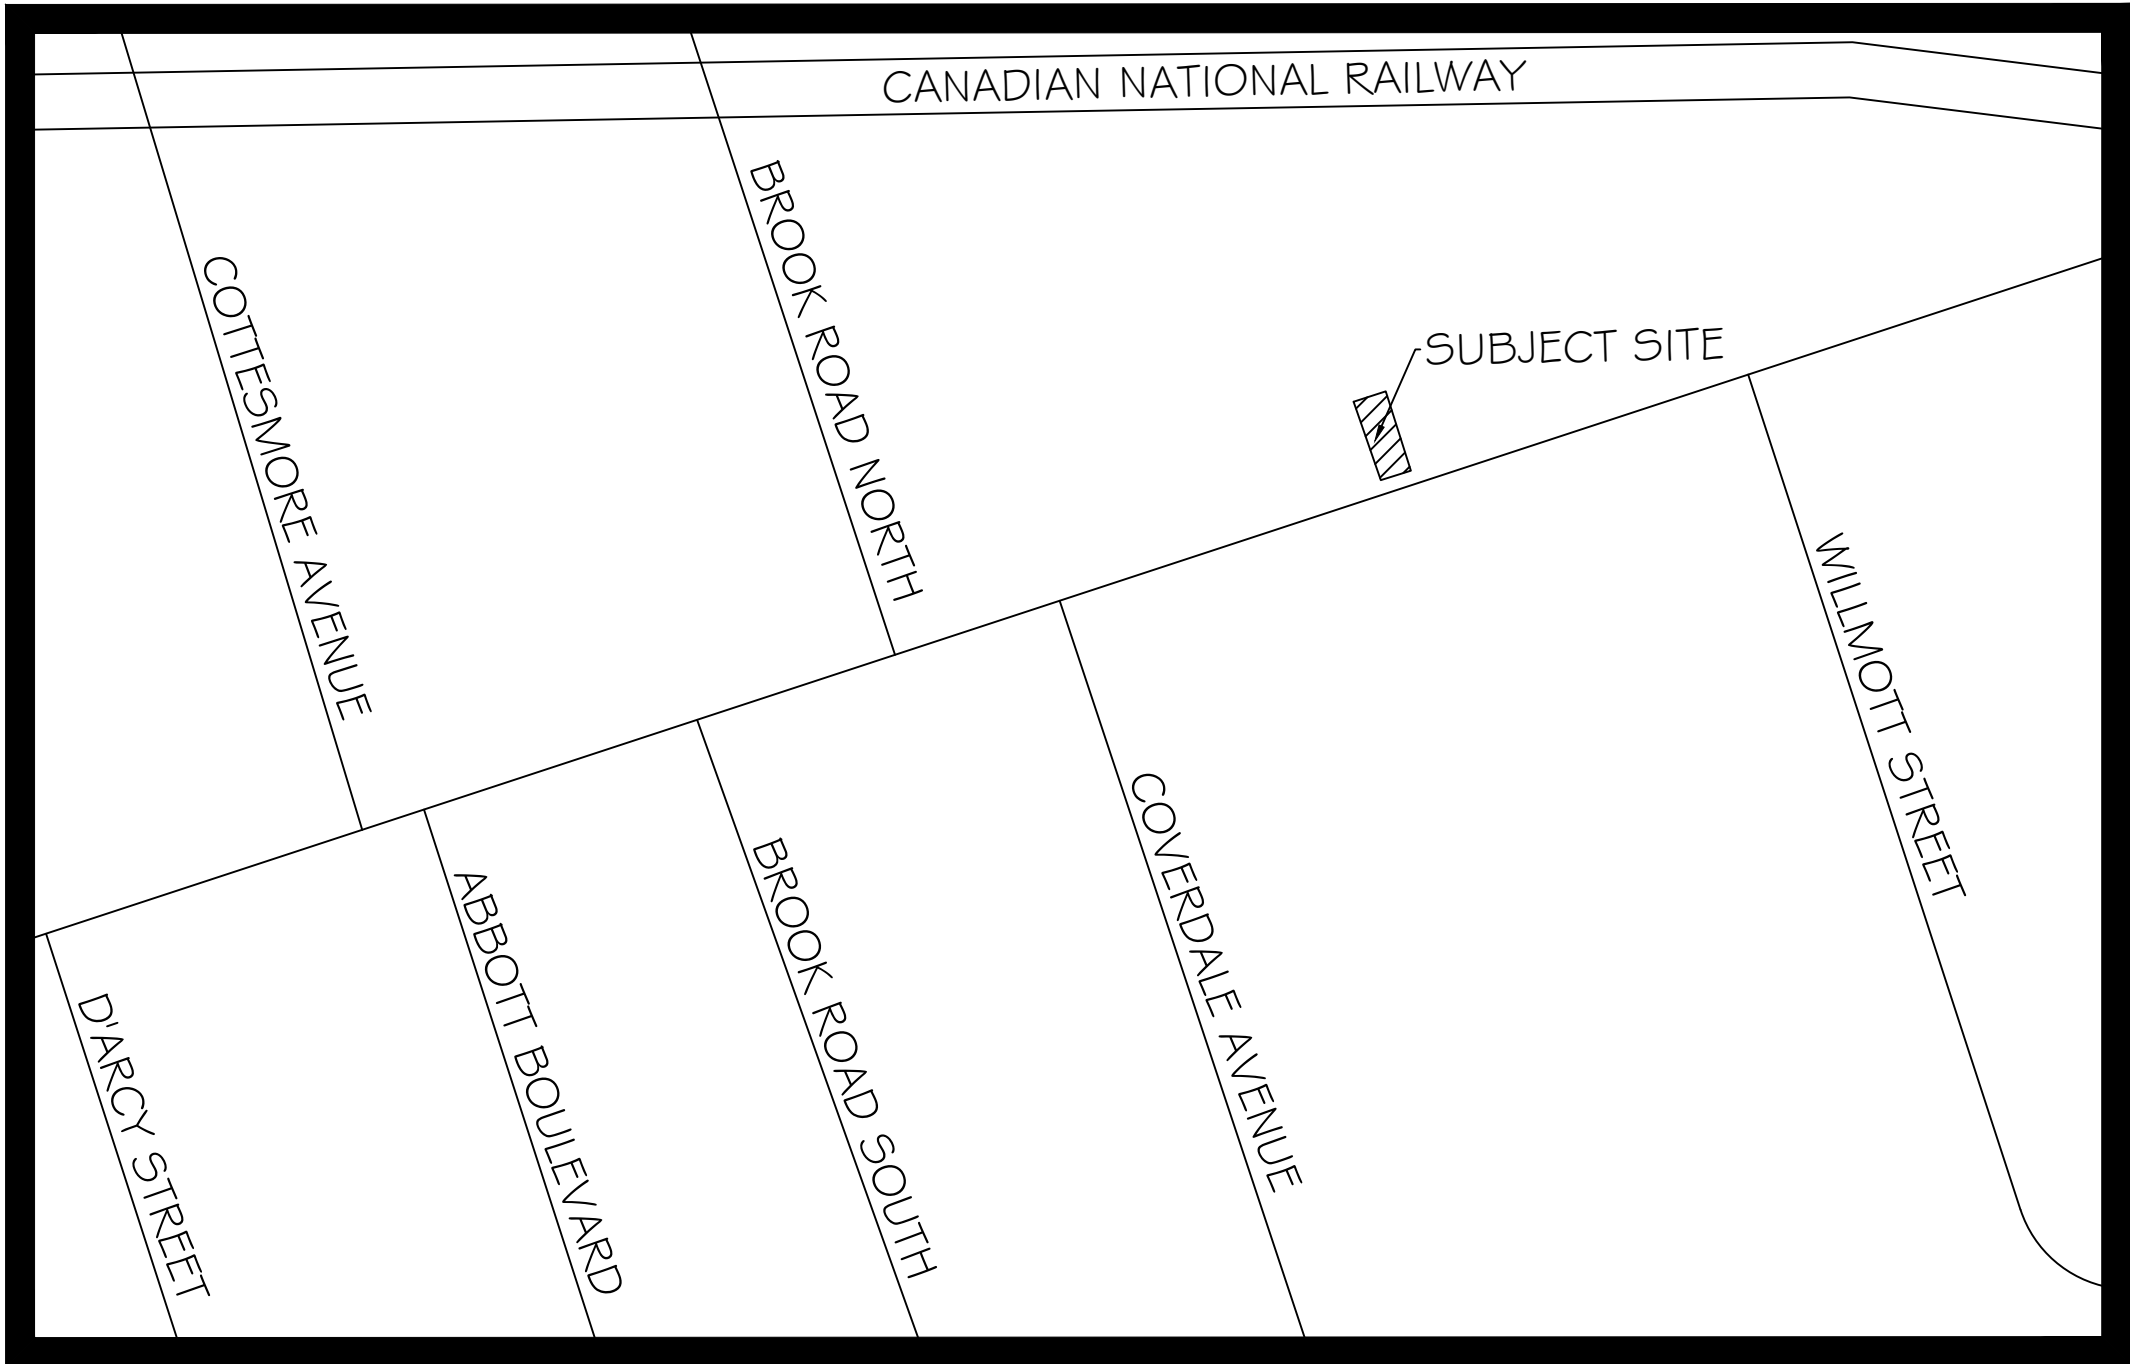 CANADIAN NATIONAL RAILWAY
BROOK ROAD NORTH
COTTESMORE AVENUE
SUBJECT SITE
WILLMOTT STREET
COVERDALE AVENUE
BROOK ROAD SOUTH
ABBOTT BOULEVARD
D'ARCY STREET